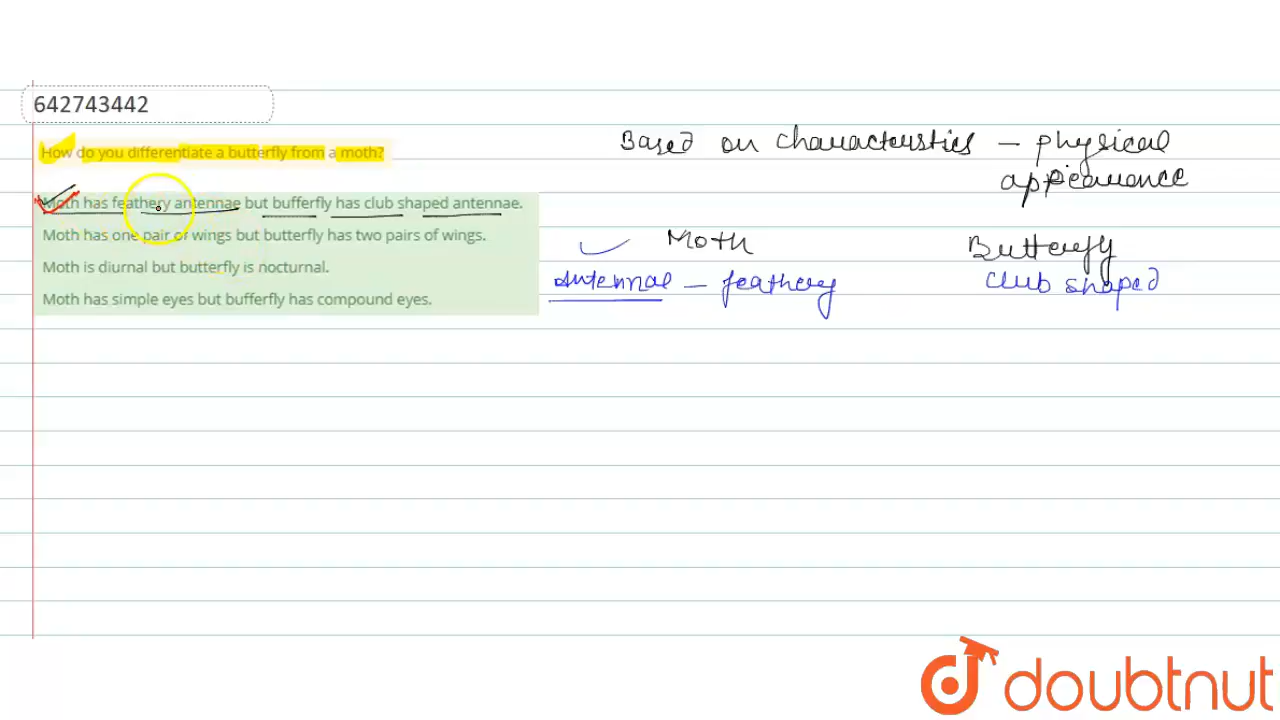 642743442
How do you differentiate a butterfly from a moth?
Moth has feathery antennae but bufferfly has club shaped antennae.
Moth has one pair of wings but butterfly has two pairs of wings.
Moth is diurnal but butterfly is nocturnal.
Moth has simple eyes but bufferfly has compound eyes.
Based on characteristics - physical
appearance
Moth Butterfly
Antennae - feathery club shaped
doubtnut